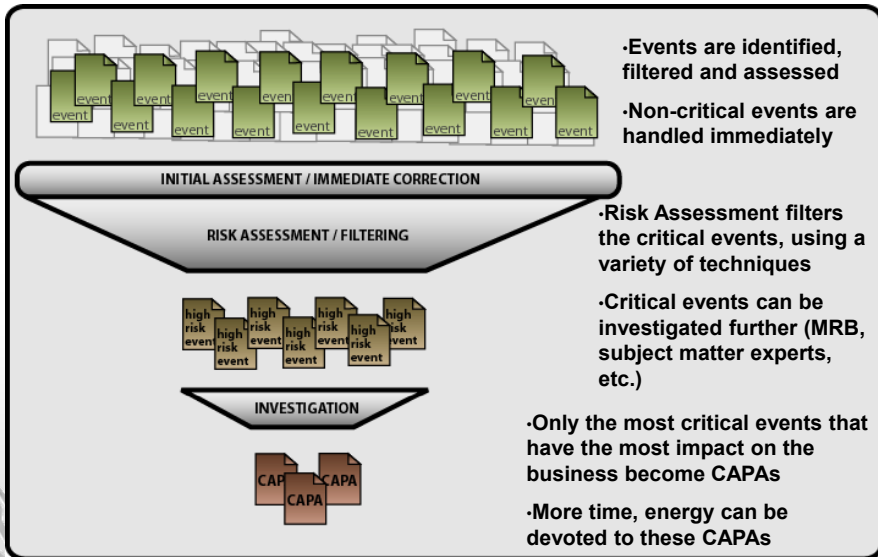 event event event event event event event event
event
event event event event event event event event
·Events are identified,
filtered and assessed
·Non-critical events are
handled immediately
INITIAL ASSESSMENT / IMMEDIATE CORRECTION
RISK ASSESSMENT / FILTERING
·Risk Assessment filters
the critical events, using a
variety of techniques
·Critical events can be
investigated further (MRB,
subject matter experts,
etc.)
high
risk
event
high
risk
event
high
risk
event
high
risk
event
high
risk
event
high
risk
event
high
risk
event
INVESTIGATION
·Only the most critical events that
have the most impact on the
business become CAPAs
·More time, energy can be
devoted to these CAPAs
CAPA
CAPA
CAPA